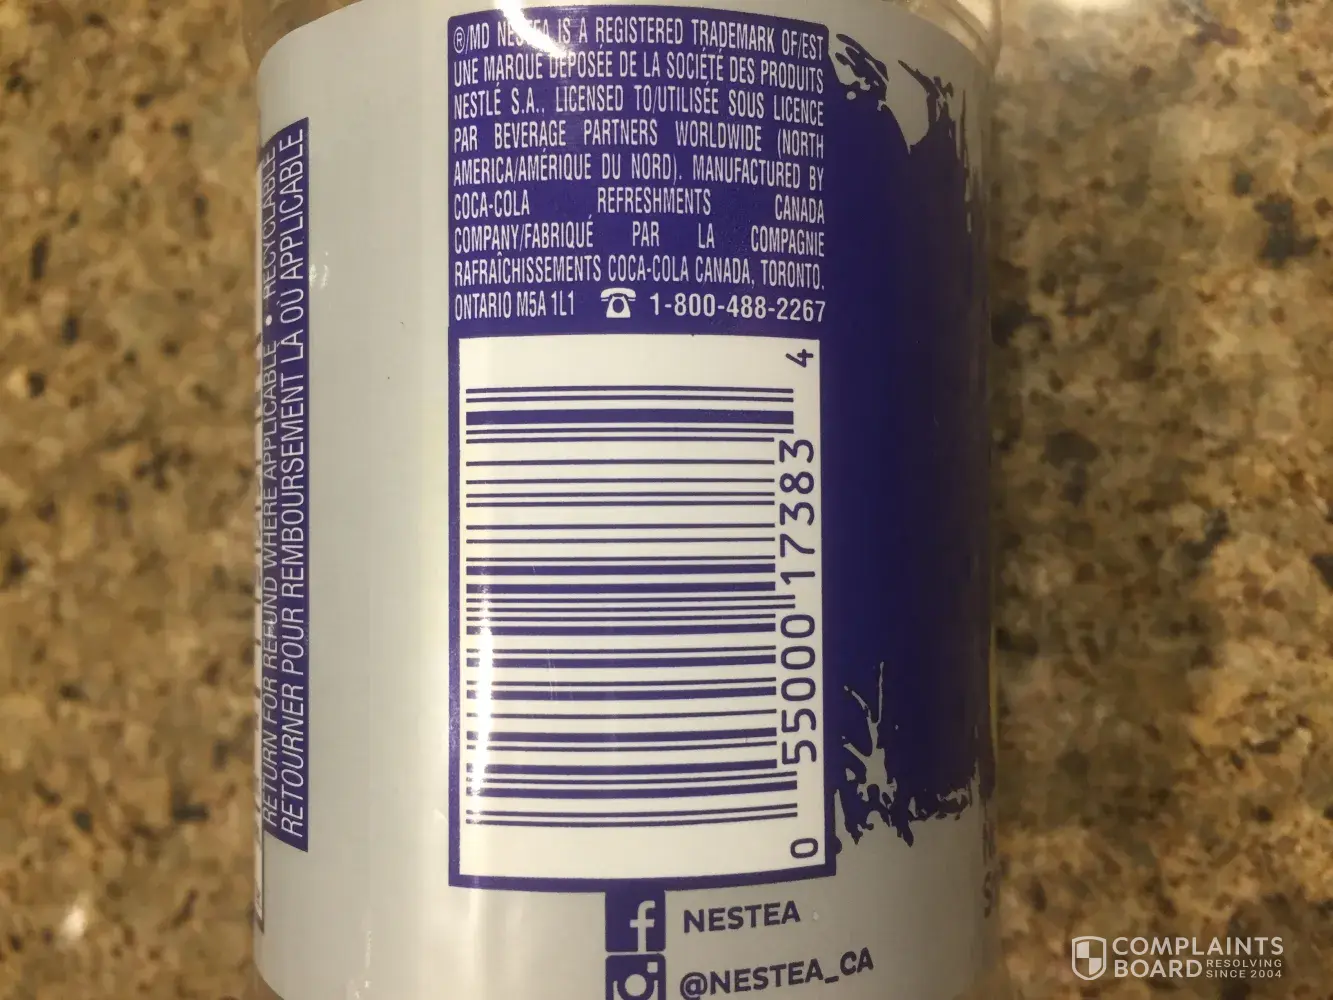 ®/MD NESTEA IS A REGISTERED TRADEMARK OF/EST
UNE MARQUE DÉPOSÉE DE LA SOCIÉTÉ DES PRODUITS
NESTLÉ S.A.. LICENSED TO/UTILISÉE SOUS LICENCE
PAR BEVERAGE PARTNERS WORLDWIDE (NORTH
AMERICA/AMÉRIQUE DU NORD). MANUFACTURED BY
COCA-COLA REFRESHMENTS CANADA
COMPANY/FABRIQUÉ PAR LA COMPAGNIE
RAFRAÎCHISSEMENTS COCA-COLA CANADA, TORONTO.
ONTARIO M5A 1L1 ☎ 1-800-488-2267
0 55000 17383 4
RETURN FOR REFUND WHERE APPLICABLE • RECYCLABLE
RETOURNER POUR REMBOURSEMENT LÀ OÙ APPLICABLE
NESTEA
@NESTEA_CA
COMPLAINTS
BOARD RESOLVING
SINCE 2004